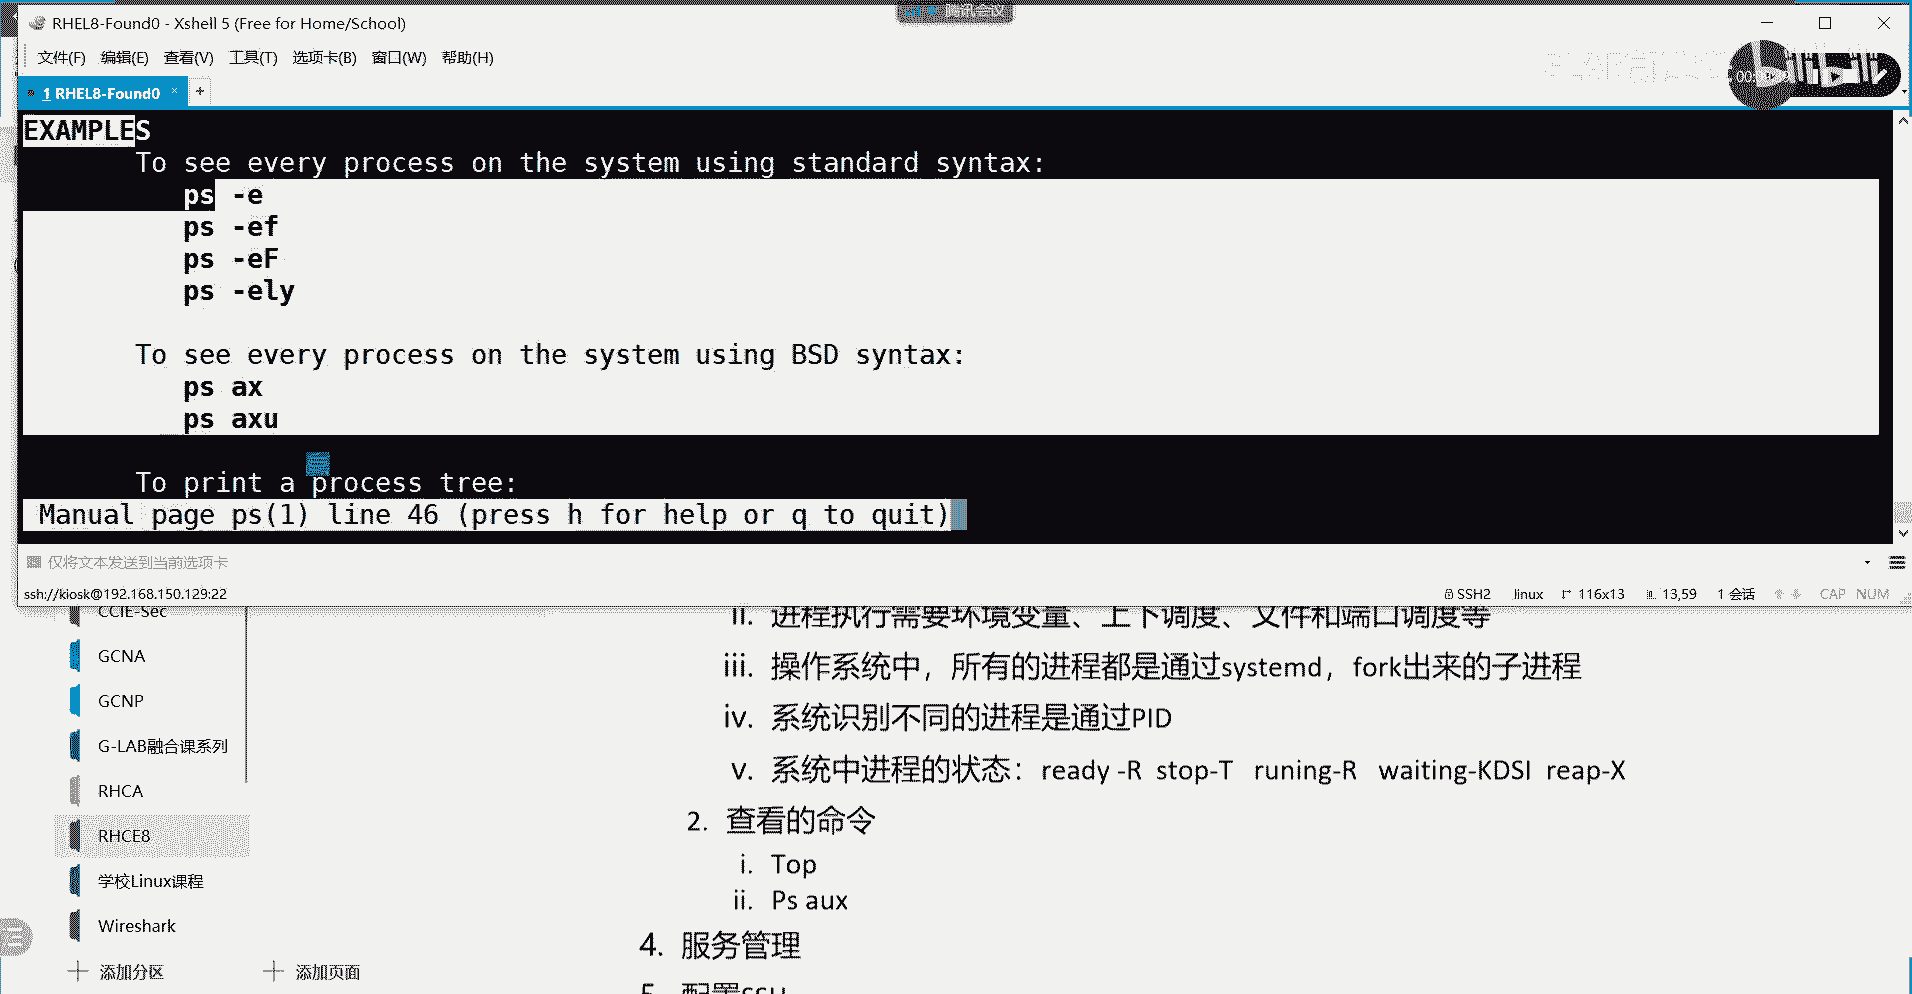 腾讯会议
RHEL8-Found0 - Xshell 5 (Free for Home/School)
文件(F) 编辑(E) 查看(V) 工具(T) 选项卡(B) 窗口(W) 帮助(H)
bilibili
1 RHEL8-Found0 × +
EXAMPLES
To see every process on the system using standard syntax:
ps -e
ps -ef
ps -eF
ps -ely
To see every process on the system using BSD syntax:
ps ax
ps axu
To print a process tree:
Manual page ps(1) line 46 (press h for help or q to quit)
仅将文本发送到当前选项卡
ssh://kiosk@192.168.150.129:22 SSH2 linux 116x13 13,59 1 会话 CAP NUM
CCIE-Sec
GCNA
GCNP
G-LAB融合课系列
RHCA
RHCE8
学校Linux课程
Wireshark
添加分区 添加页面
ii. 进程执行需要环境变量、上下调度、文件和端口调度等
iii. 操作系统中，所有的进程都是通过systemd，fork出来的子进程
iv. 系统识别不同的进程是通过PID
v. 系统中进程的状态：ready -R stop-T runing-R waiting-KDSI reap-X
2. 查看的命令
i. Top
ii. Ps aux
4. 服务管理
5. 配置ssh